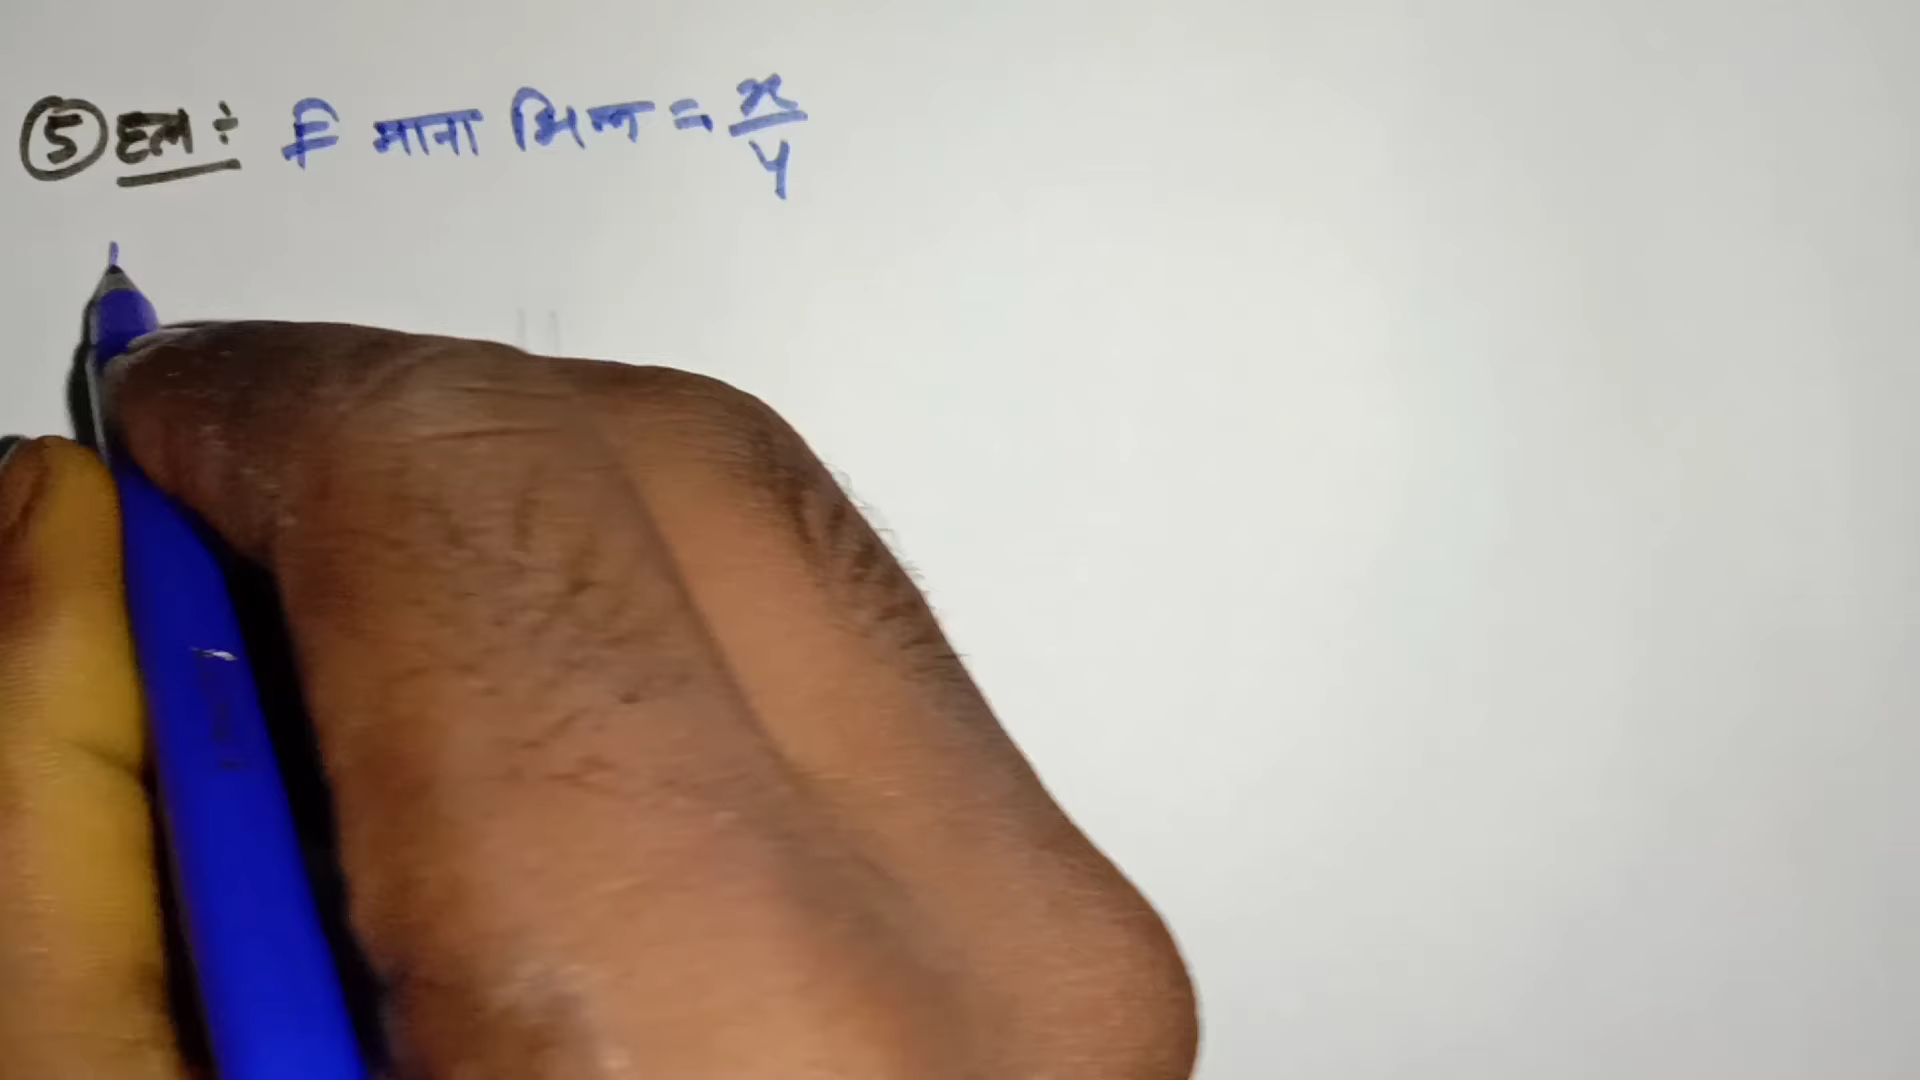 ⑤ हल ÷ माना भिन्न = x/y